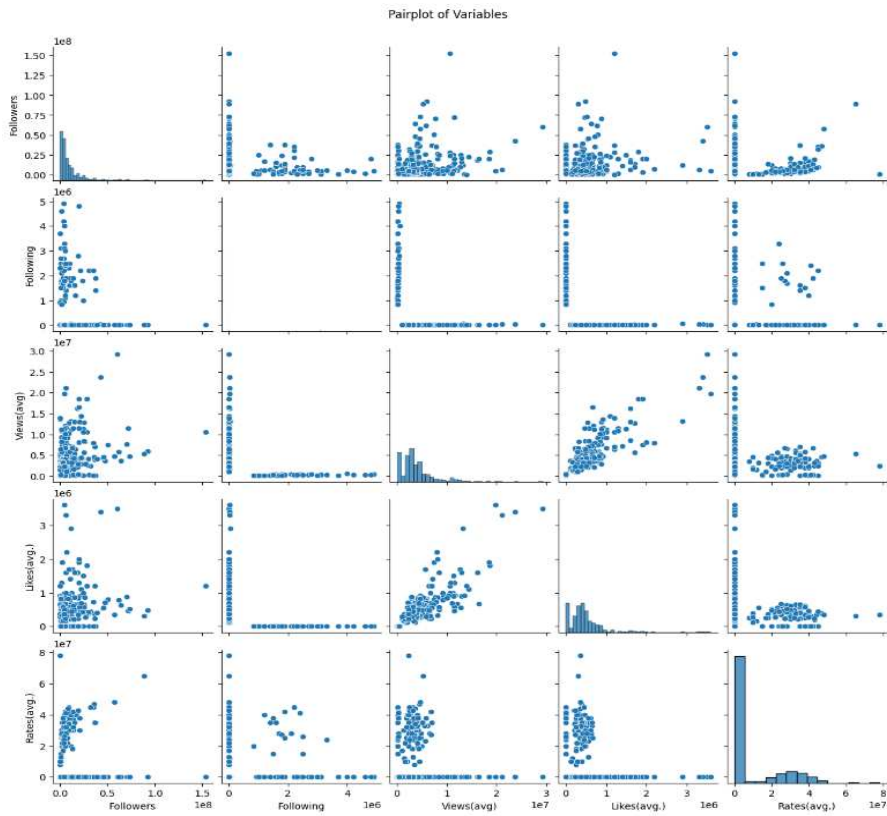 Pairplot of Variables
1e8
1.50
1.25
1.00
0.75
0.50
0.25
0.00
Followers
1e6
5
4
3
2
1
0
Following
1e7
3.0
2.5
2.0
1.5
1.0
0.5
0.0
Views(avg)
1e6
3
2
1
0
Likes(avg.)
1e7
8
6
4
2
0
Rates(avg.)
0.0 0.5 1.0 1.5
1e8
Followers
0 2 4
1e6
Following
0 1 2 3
1e7
Views(avg)
0 1 2 3
1e6
Likes(avg.)
0 2 4 6 8
1e7
Rates(avg.)